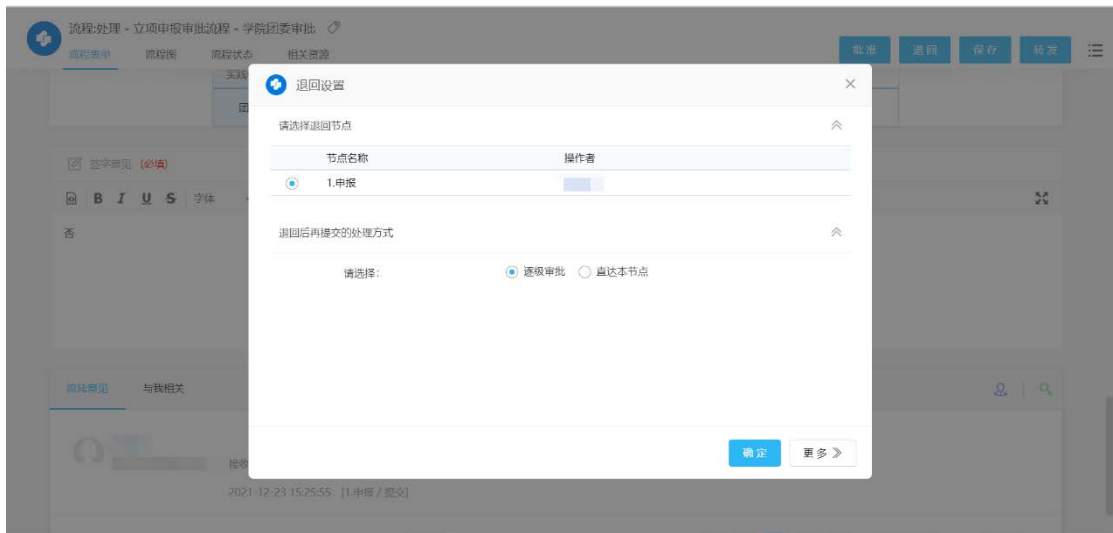 流程:处理 - 立项申报审批流程 - 学院团委审批
流程表单 流程图 流程状态 相关资源
批准 退回 保存 转发
实践
团
退回设置
请选择退回节点
节点名称 操作者
1.申报
签字意见 (必填)
B I U S 字体
否
退回后再提交的处理方式
请选择: 逐级审批 直达本节点
流转意见 与我相关
确定 更多
接收
2021-12-23 15:25:55 [1.申报 / 提交]